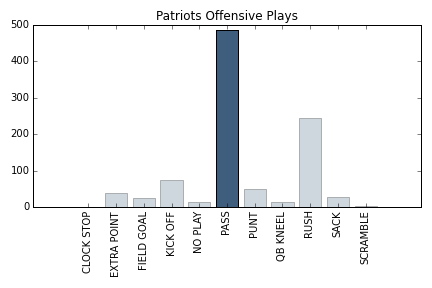 Patriots Offensive Plays
500
400
300
200
100
0
CLOCK STOP
EXTRA POINT
FIELD GOAL
KICK OFF
NO PLAY
PASS
PUNT
QB KNEEL
RUSH
SACK
SCRAMBLE